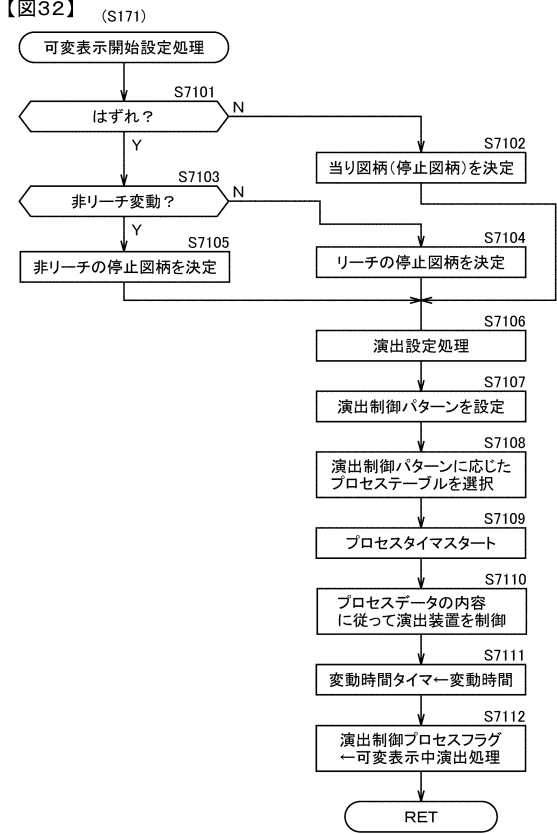 【図32】
(S171)
可変表示開始設定処理
S7101
はずれ?
N
Y
S7102
当り図柄(停止図柄)を決定
S7103
非リーチ変動?
N
Y
S7105
非リーチの停止図柄を決定
S7104
リーチの停止図柄を決定
S7106
演出設定処理
S7107
演出制御パターンを設定
S7108
演出制御パターンに応じた
プロセステーブルを選択
S7109
プロセスタイマスタート
S7110
プロセスデータの内容
に従って演出装置を制御
S7111
変動時間タイマ←変動時間
S7112
演出制御プロセスフラグ
←可変表示中演出処理
RET